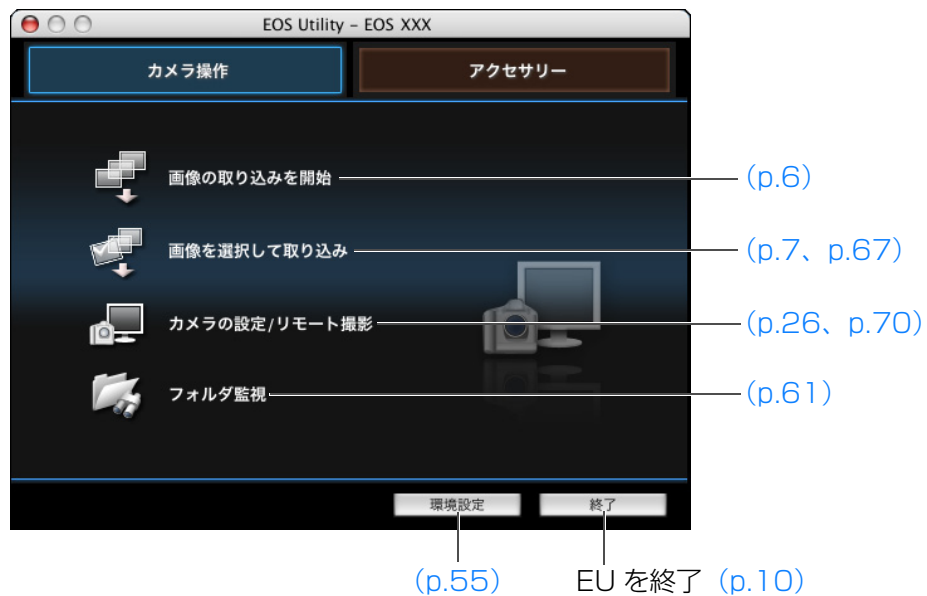 EOS Utility – EOS XXX
カメラ操作 アクセサリー
画像の取り込みを開始 (p.6)
画像を選択して取り込み (p.7、p.67)
カメラの設定/リモート撮影 (p.26、p.70)
フォルダ監視 (p.61)
環境設定 終了
(p.55) EU を終了 (p.10)